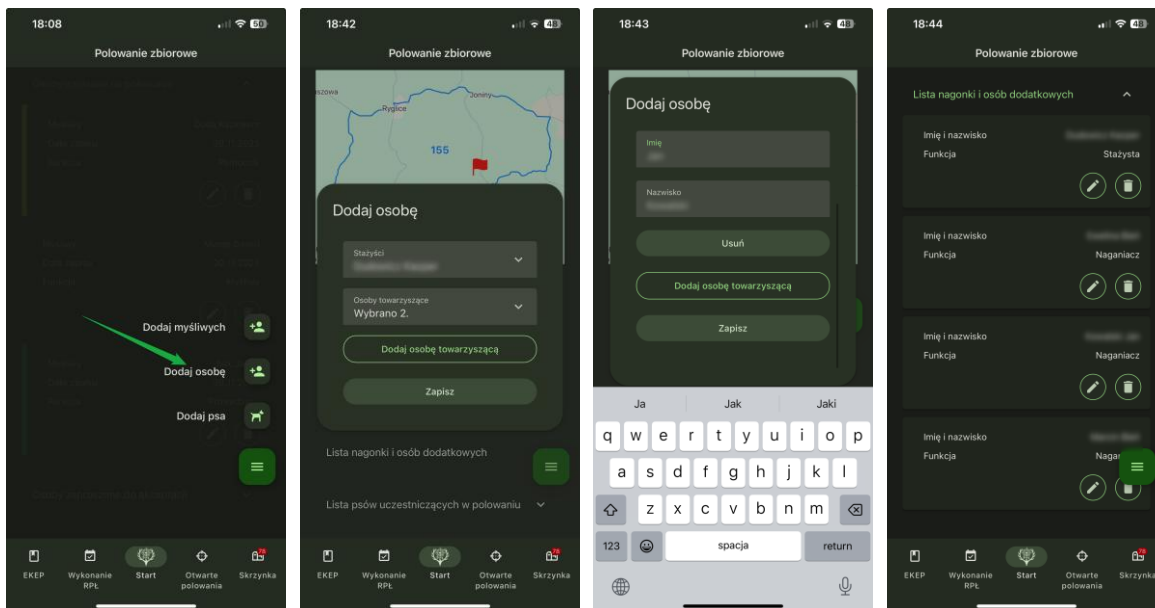 18:08
50
Polowanie zbiorowe
Dodaj myśliwych
Dodaj osobę
Dodaj psa
EKEP
Wykonanie
RPŁ
Start
Otwarte
polowania
78
Skrzynka
18:42
Polowanie zbiorowe
Ryglice
Joniny
155
Dodaj osobę
Stażyści
Osoby towarzyszące
Wybrano 2.
Dodaj osobę towarzyszącą
Zapisz
Lista nagonki i osób dodatkowych
Lista psów uczestniczących w polowaniu
EKEP
Wykonanie
RPŁ
Start
Otwarte
polowania
78
Skrzynka
18:43
Polowanie zbiorowe
Dodaj osobę
Imię
Nazwisko
Usuń
Dodaj osobę towarzyszącą
Zapisz
Ja Jak Jaki
q w e r t y u i o p
a s d f g h j k l
z x c v b n m
123 spacja return
18:44
Polowanie zbiorowe
Lista nagonki i osób dodatkowych
Imię i nazwisko
Funkcja Stażysta
Imię i nazwisko
Funkcja Naganiacz
Imię i nazwisko
Funkcja Naganiacz
Imię i nazwisko
Funkcja
EKEP
Wykonanie
RPŁ
Start
Otwarte
polowania
78
Skrzynka